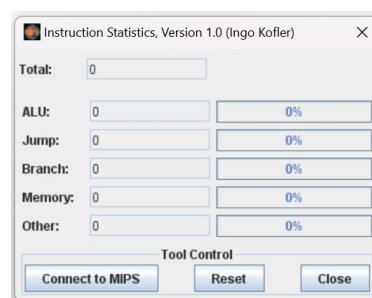 Instruction Statistics, Version 1.0 (Ingo Kofler)
Total: 0
ALU: 0 0%
Jump: 0 0%
Branch: 0 0%
Memory: 0 0%
Other: 0 0%
Tool Control
Connect to MIPS Reset Close